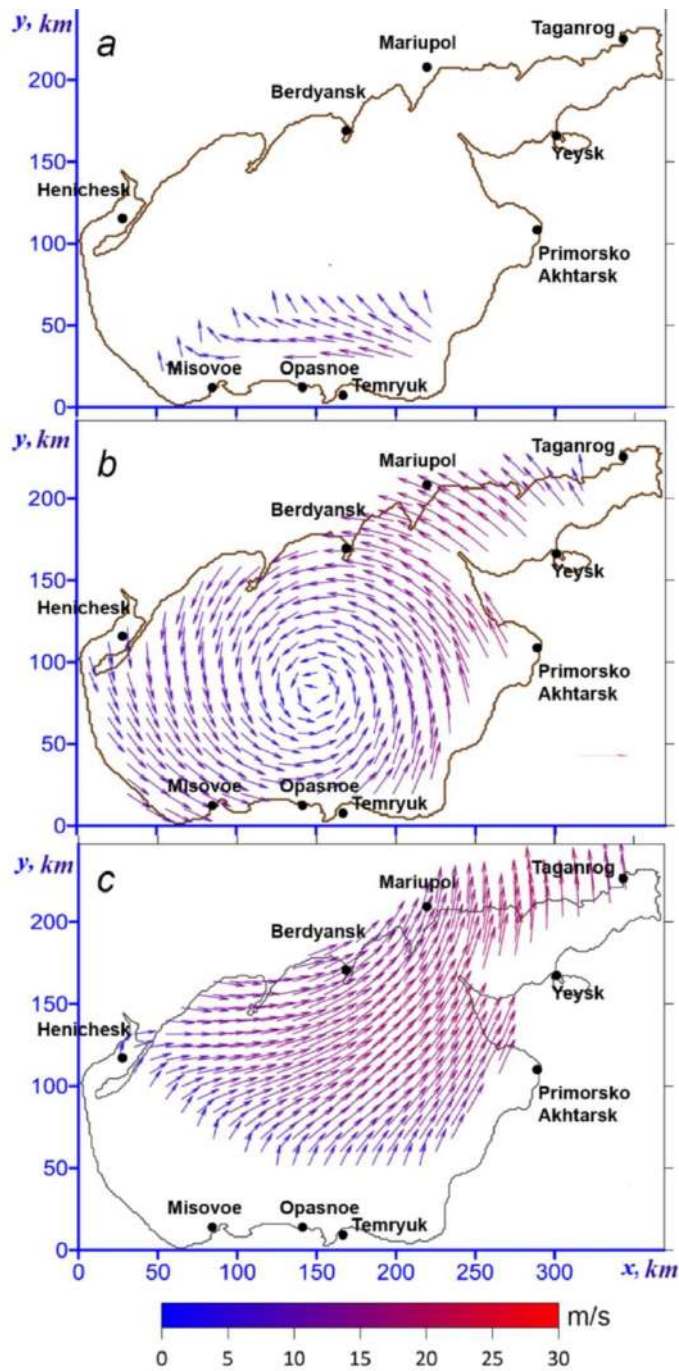 y, km
a
Taganrog
Mariupol
200
Berdyansk
150
Yeysk
Henichesk
100
Primorsko
Akhtarsk
50
Misovoe Opasnoe
Temryuk
0
y, km
b
Taganrog
Mariupol
200
Berdyansk
150
Yeysk
Henichesk
100
Primorsko
Akhtarsk
50
Misovoe Opasnoe
Temryuk
0
y, km
c
Taganrog
Mariupol
200
Berdyansk
150
Yeysk
Henichesk
100
Primorsko
Akhtarsk
50
Misovoe Opasnoe
Temryuk
0
0 50 100 150 200 250 300 x, km
m/s
0 5 10 15 20 25 30